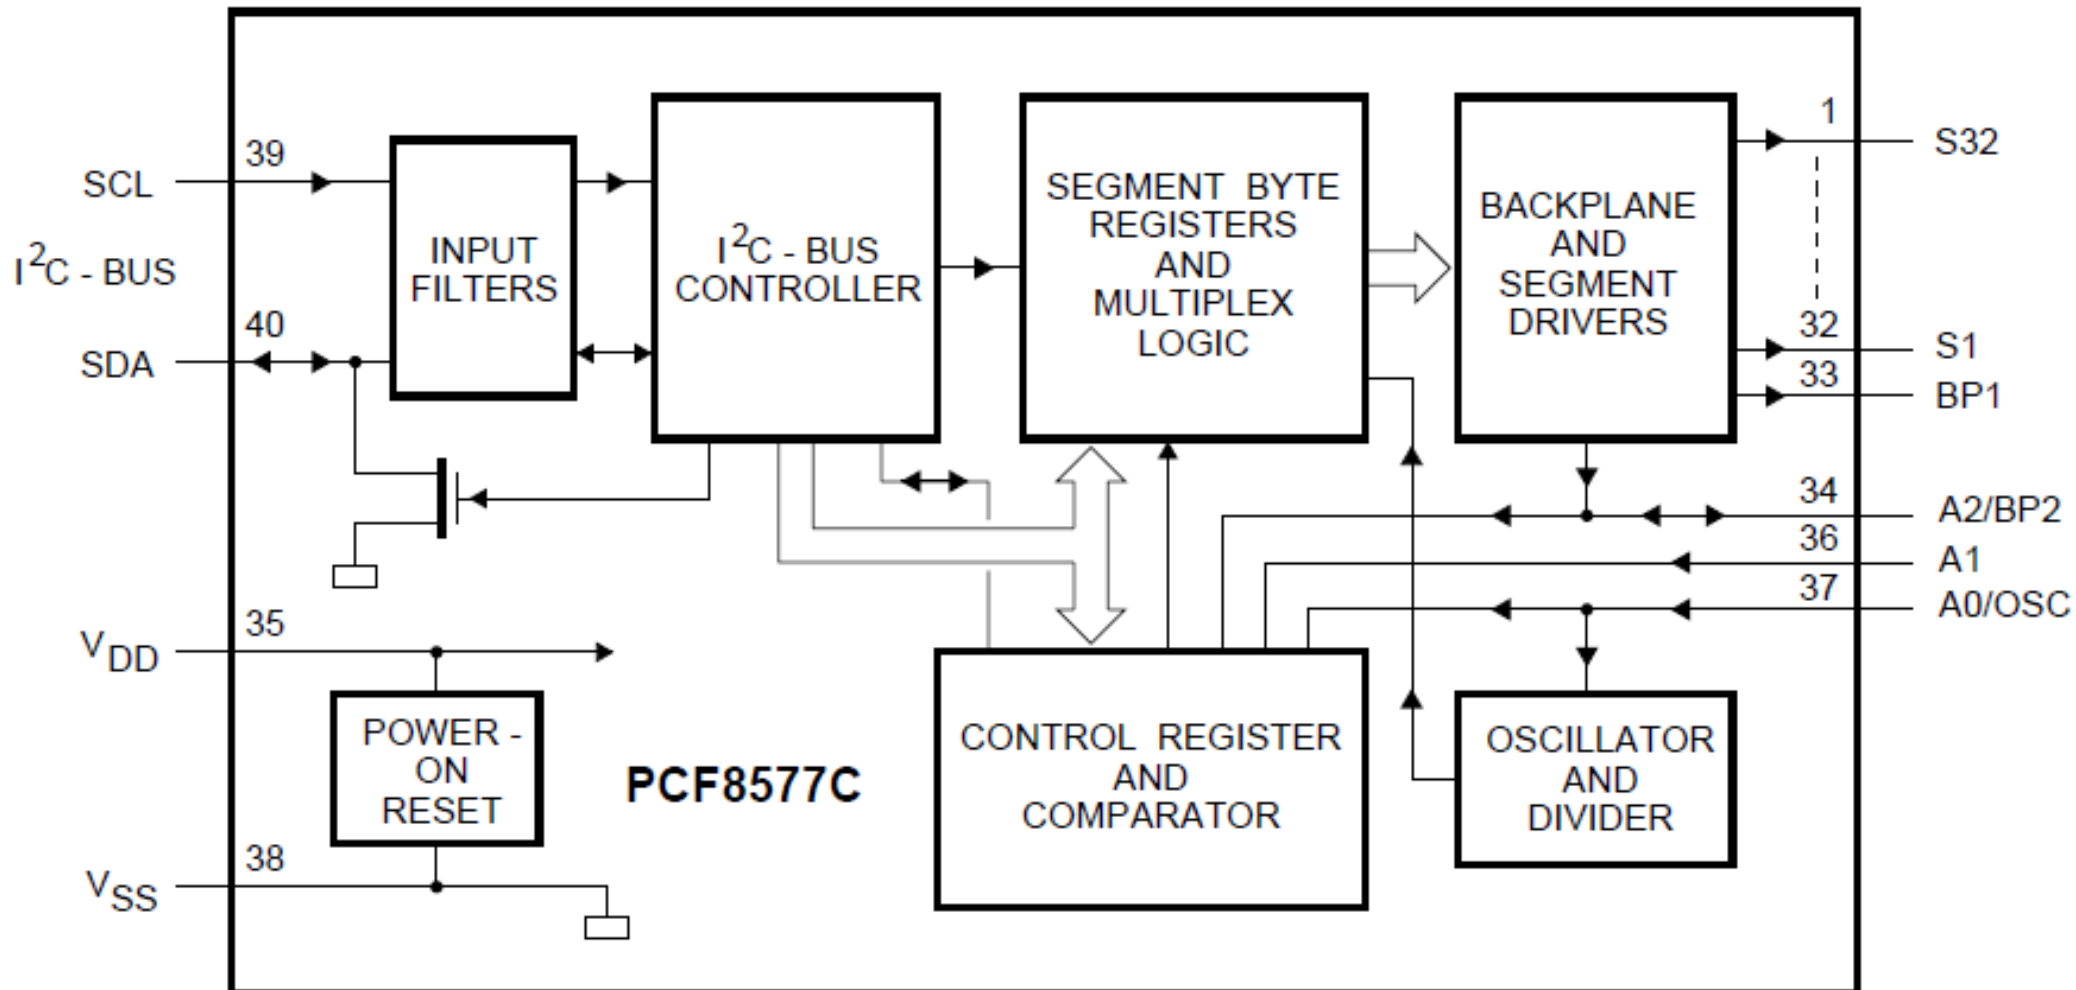 39
SCL
I²C - BUS
40
SDA
INPUT
FILTERS
I²C - BUS
CONTROLLER
SEGMENT BYTE
REGISTERS
AND
MULTIPLEX
LOGIC
BACKPLANE
AND
SEGMENT
DRIVERS
1
S32
32
S1
33
BP1
34
A2/BP2
36
A1
37
A0/OSC
35
VDD
POWER -
ON
RESET
38
VSS
PCF8577C
CONTROL REGISTER
AND
COMPARATOR
OSCILLATOR
AND
DIVIDER